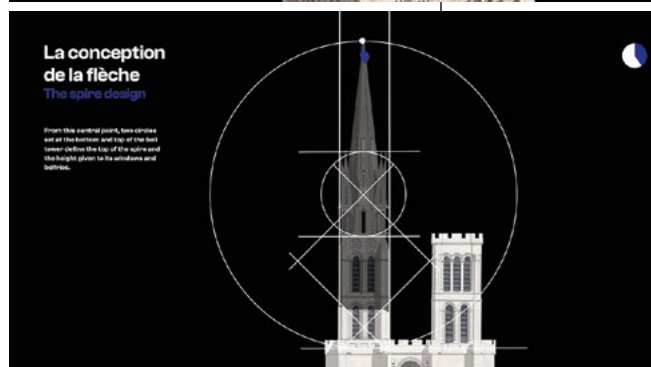 La conception
de la flèche
The spire design
From this central point, two circles
set at the bottom and top of the bell
tower define the top of the spire and
the height given to its windows and
belfries.